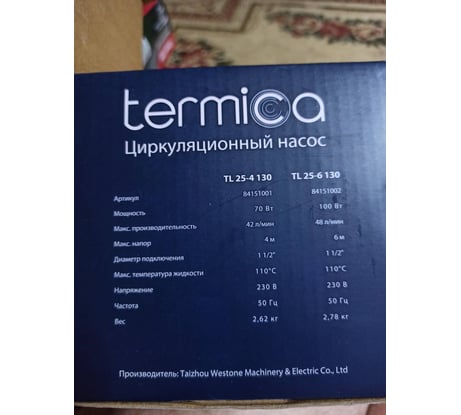 termica
Циркуляционный насос
TL 25-4 130 TL 25-6 130
Артикул 84151001 84151002
Мощность 70 Вт 100 Вт
Макс. производительность 42 л/мин 48 л/мин
Макс. напор 4 м 6 м
Диаметр подключения 1 1/2" 1 1/2"
Макс. температура жидкости 110°C 110°C
Напряжение 230 В 230 В
Частота 50 Гц 50 Гц
Вес 2,62 кг 2,78 кг
Производитель: Taizhou Westone Machinery & Electric Co., Ltd